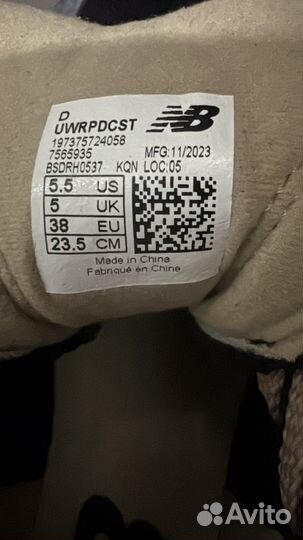 D
UWRPDCST NB
197375724058
7565935 MFG:11/2023
BSDRH0537 KQN LOC:05
5.5 US
5 UK
38 EU
23.5 CM
Made in China
Fabriqué en Chine
Avito